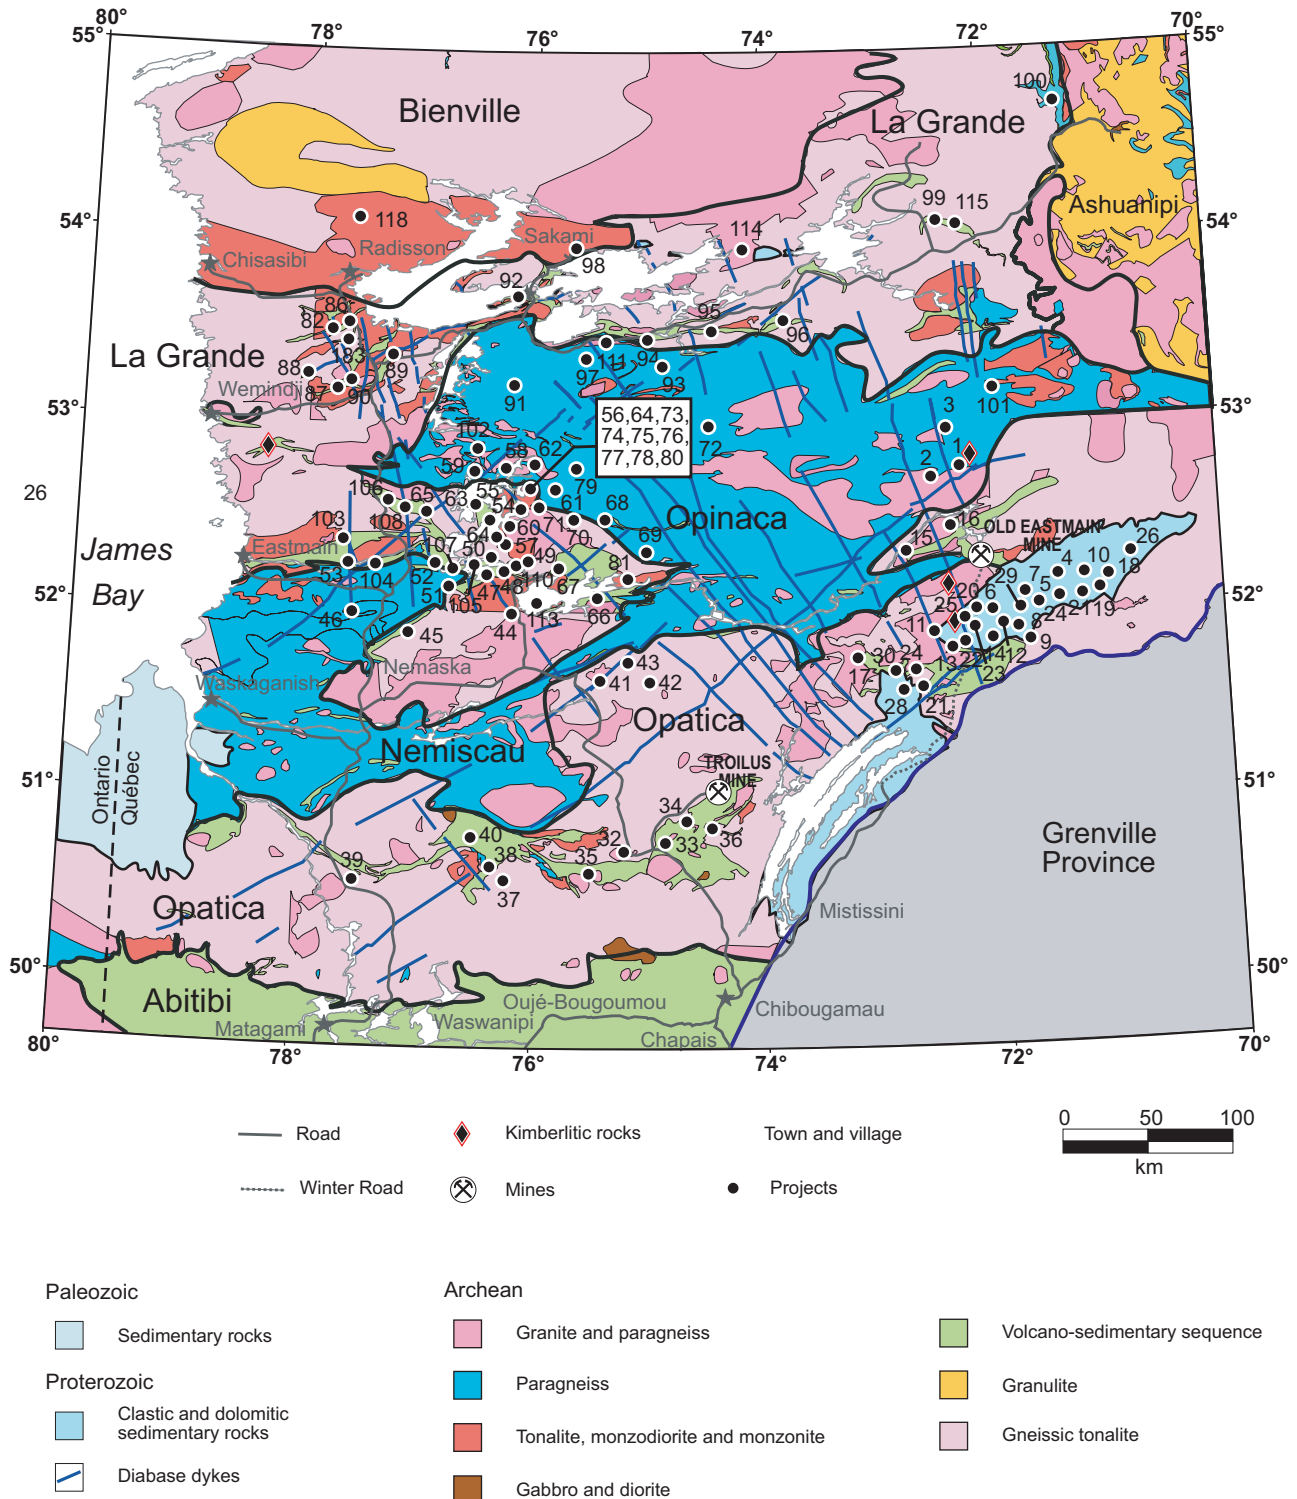 80°
70°
55°
78°
76°
74°
72°
55°
100
Bienville
La Grande
99
115
Ashuanipi
54°
54°
118
114
Radisson
Sakami
98
Chisasibi
92
86
82
95
96
183
La Grande
89
111
94
88
97
93
Wemindji
87
90
91
101
53°
53°
56,64,73,
74,75,76,
77,78,80
3
102
72
1
59
58
62
2
79
26
106
65
63
55
54
61
68
Opinaca
16
OLD EASTMAIN
MINE
103
108
64
60
71
57
70
69
15
26
James
Bay
Eastmain
107
50
49
81
4
10
53
104
52
47
48
110
67
29
7
5
18
52°
52°
51
105
20
6
46
113
66
25
24
21
19
45
44
11
8
9
Nemaska
43
30
24
13
22
14
12
Waskaganish
41
42
17
23
28
21
Opatica
Nemiscau
51°
51°
TROILUS
MINE
Ontario
Québec
34
40
32
33
36
Grenville
Province
39
38
35
37
Opatica
Mistissini
50°
50°
Abitibi
Oujé-Bougoumou
Chibougamau
Matagami
Waswanipi
Chapais
80°
78°
76°
74°
72°
70°
Road
Kimberlitic rocks
Town and village
0 50 100
km
Winter Road
Mines
Projects
Paleozoic
Sedimentary rocks
Proterozoic
Clastic and dolomitic
sedimentary rocks
Diabase dykes
Archean
Granite and paragneiss
Paragneiss
Tonalite, monzodiorite and monzonite
Gabbro and diorite
Volcano-sedimentary sequence
Granulite
Gneissic tonalite